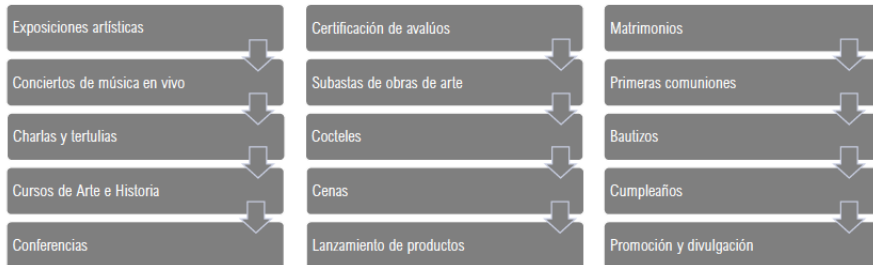 Exposiciones artísticas
Conciertos de música en vivo
Charlas y tertulias
Cursos de Arte e Historia
Conferencias
Certificación de avalúos
Subastas de obras de arte
Cocteles
Cenas
Lanzamiento de productos
Matrimonios
Primeras comuniones
Bautizos
Cumpleaños
Promoción y divulgación